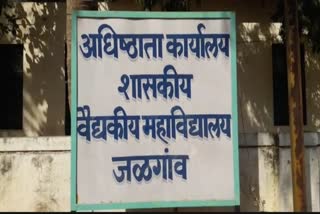 अधिष्ठाता कार्यालय
शासकीय
वैद्यकीय महाविद्यालय
जळगांव